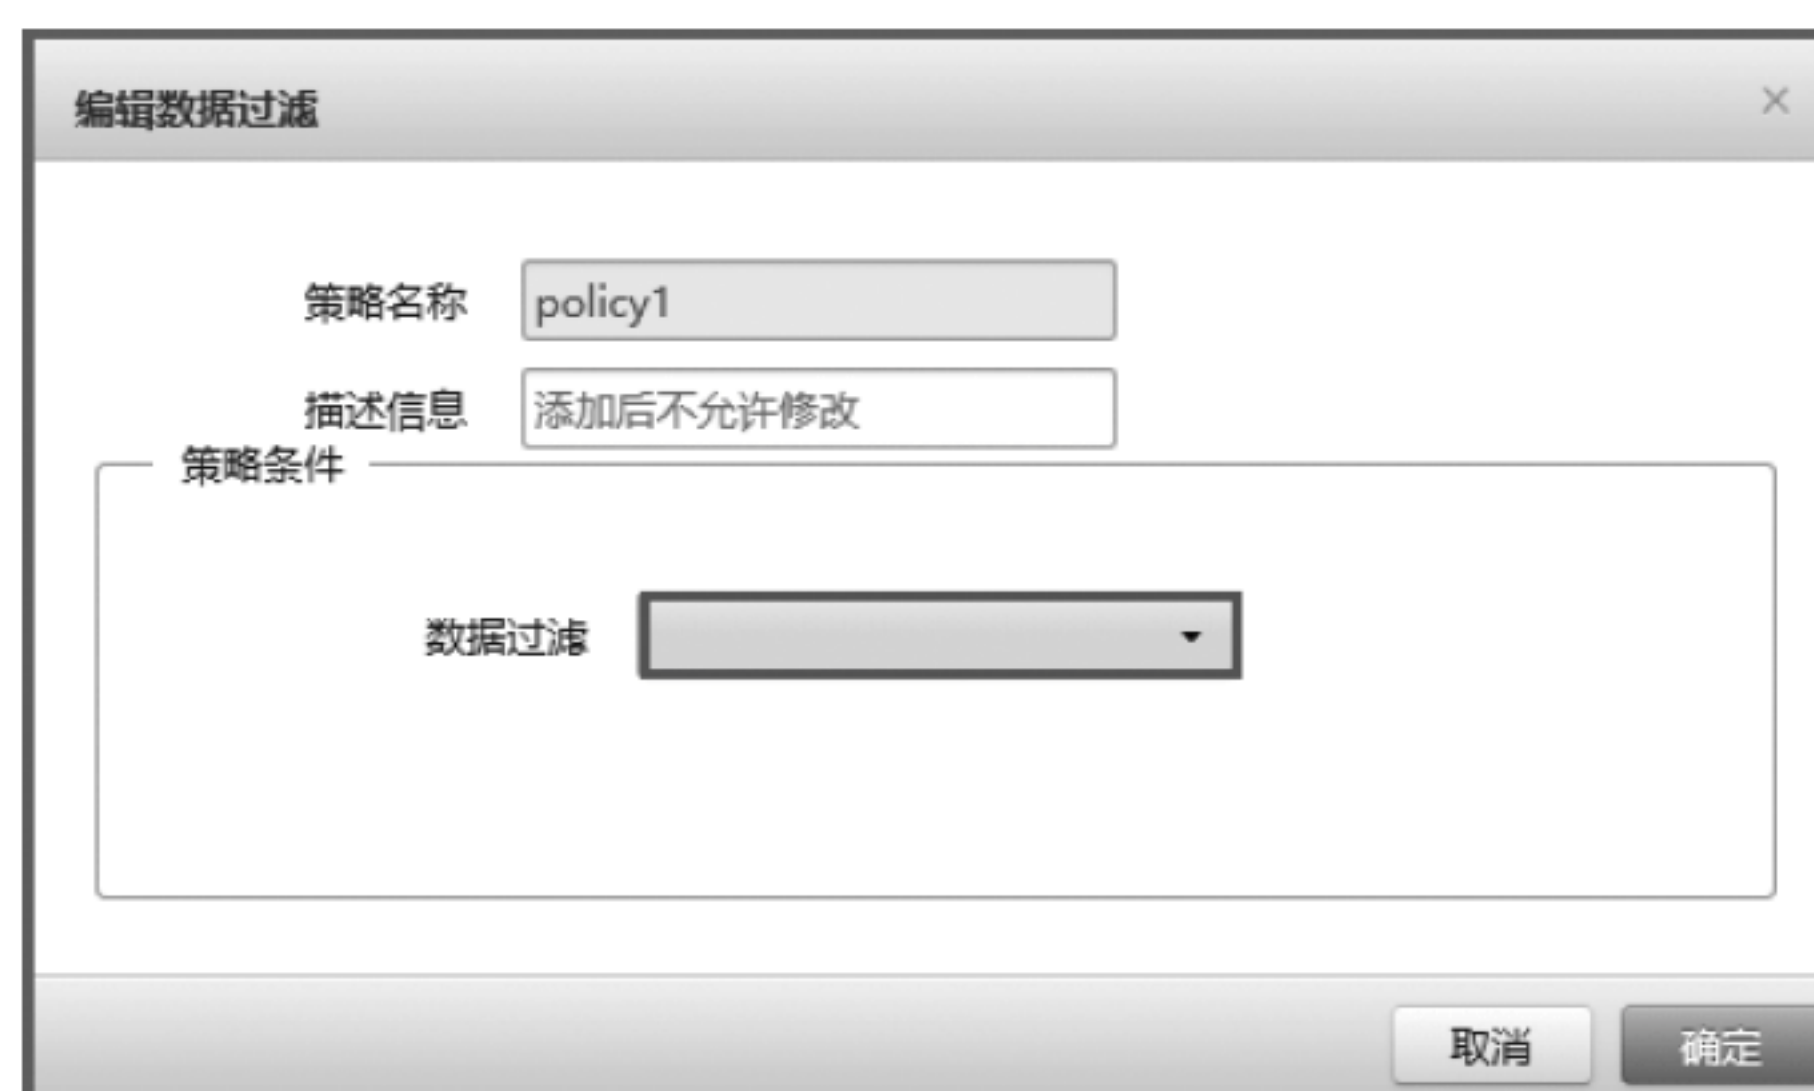 编辑数据过滤
策略名称 policy1
描述信息 添加后不允许修改
策略条件
数据过滤
取消 确定